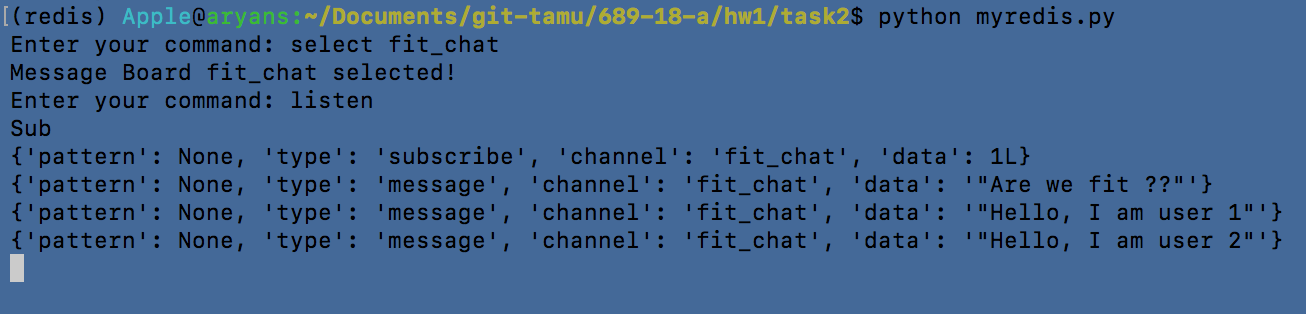 [(redis) Apple@aryans:~/Documents/git-tamu/689-18-a/hw1/task2$ python myredis.py
Enter your command: select fit_chat
Message Board fit_chat selected!
Enter your command: listen
Sub
{'pattern': None, 'type': 'subscribe', 'channel': 'fit_chat', 'data': 1L}
{'pattern': None, 'type': 'message', 'channel': 'fit_chat', 'data': '"Are we fit ??"'}
{'pattern': None, 'type': 'message', 'channel': 'fit_chat', 'data': '"Hello, I am user 1"'}
{'pattern': None, 'type': 'message', 'channel': 'fit_chat', 'data': '"Hello, I am user 2"'}